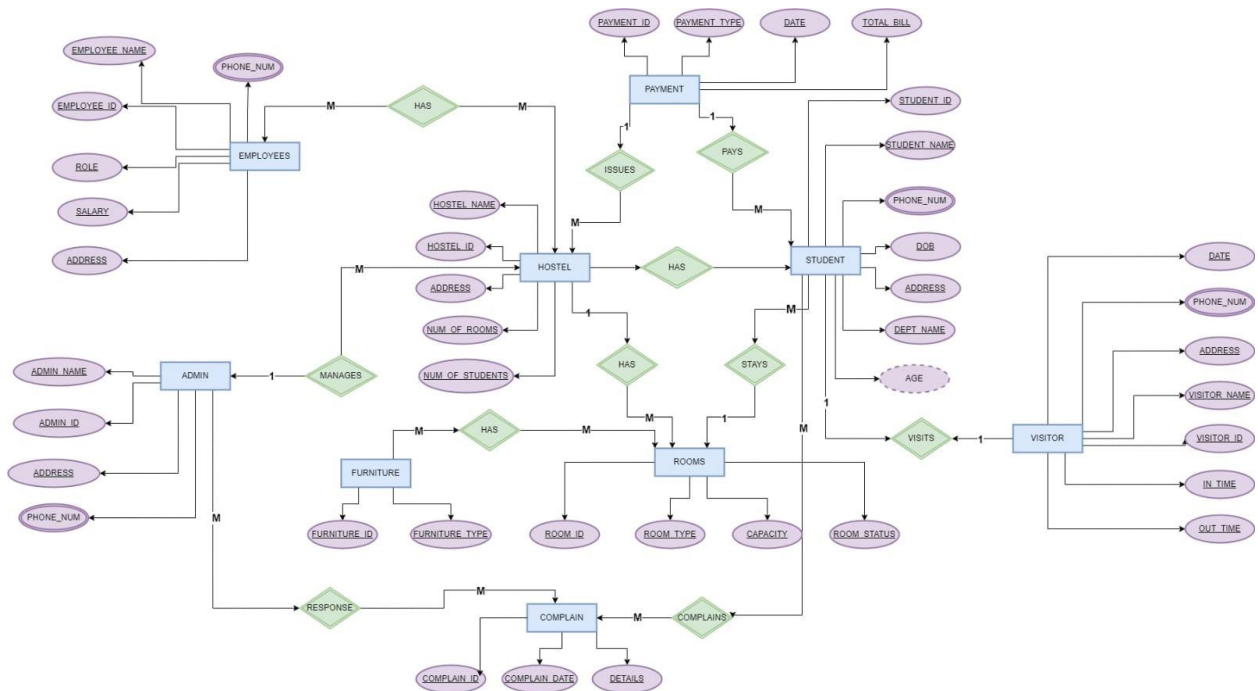 PAYMENT_ID
PAYMENT_TYPE
DATE
TOTAL_BILL
EMPLOYEE_NAME
PHONE_NUM
EMPLOYEE_ID
ROLE
SALARY
ADDRESS
EMPLOYEES
M
HAS
M
PAYMENT
1
1
ISSUES
PAYS
M
M
STUDENT_ID
STUDENT_NAME
PHONE_NUM
DOB
ADDRESS
DEPT_NAME
AGE
STUDENT
HOSTEL_NAME
HOSTEL_ID
ADDRESS
NUM_OF_ROOMS
NUM_OF_STUDENTS
HOSTEL
HAS
M
1
M
HAS
STAYS
M
1
1
M
DATE
PHONE_NUM
ADDRESS
VISITOR_NAME
VISITOR_ID
IN_TIME
OUT_TIME
VISITOR
1
VISITS
ADMIN_NAME
ADMIN_ID
ADDRESS
PHONE_NUM
ADMIN
1
MANAGES
M
M
HAS
M
FURNITURE
FURNITURE_ID
FURNITURE_TYPE
ROOMS
ROOM_ID
ROOM_TYPE
CAPACITY
ROOM_STATUS
RESPONSE
M
COMPLAIN
M
COMPLAINS
COMPLAIN_ID
COMPLAIN_DATE
DETAILS